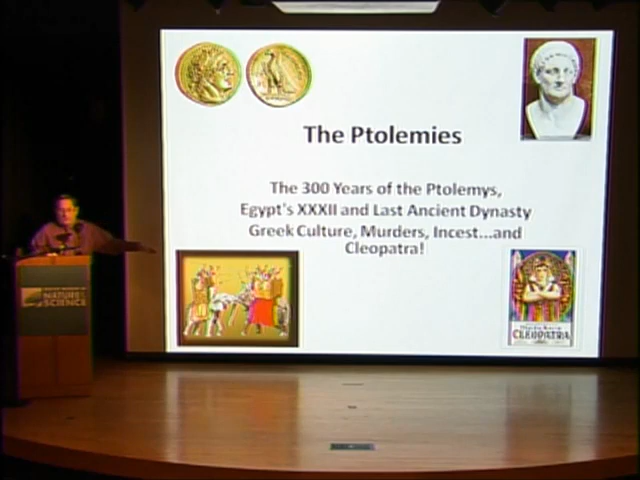 The Ptolemies
The 300 Years of the Ptolemys,
Egypt's XXXII and Last Ancient Dynasty
Greek Culture, Murders, Incest...and
Cleopatra!
CLEOPATRA
NATURE &
SCIENCE